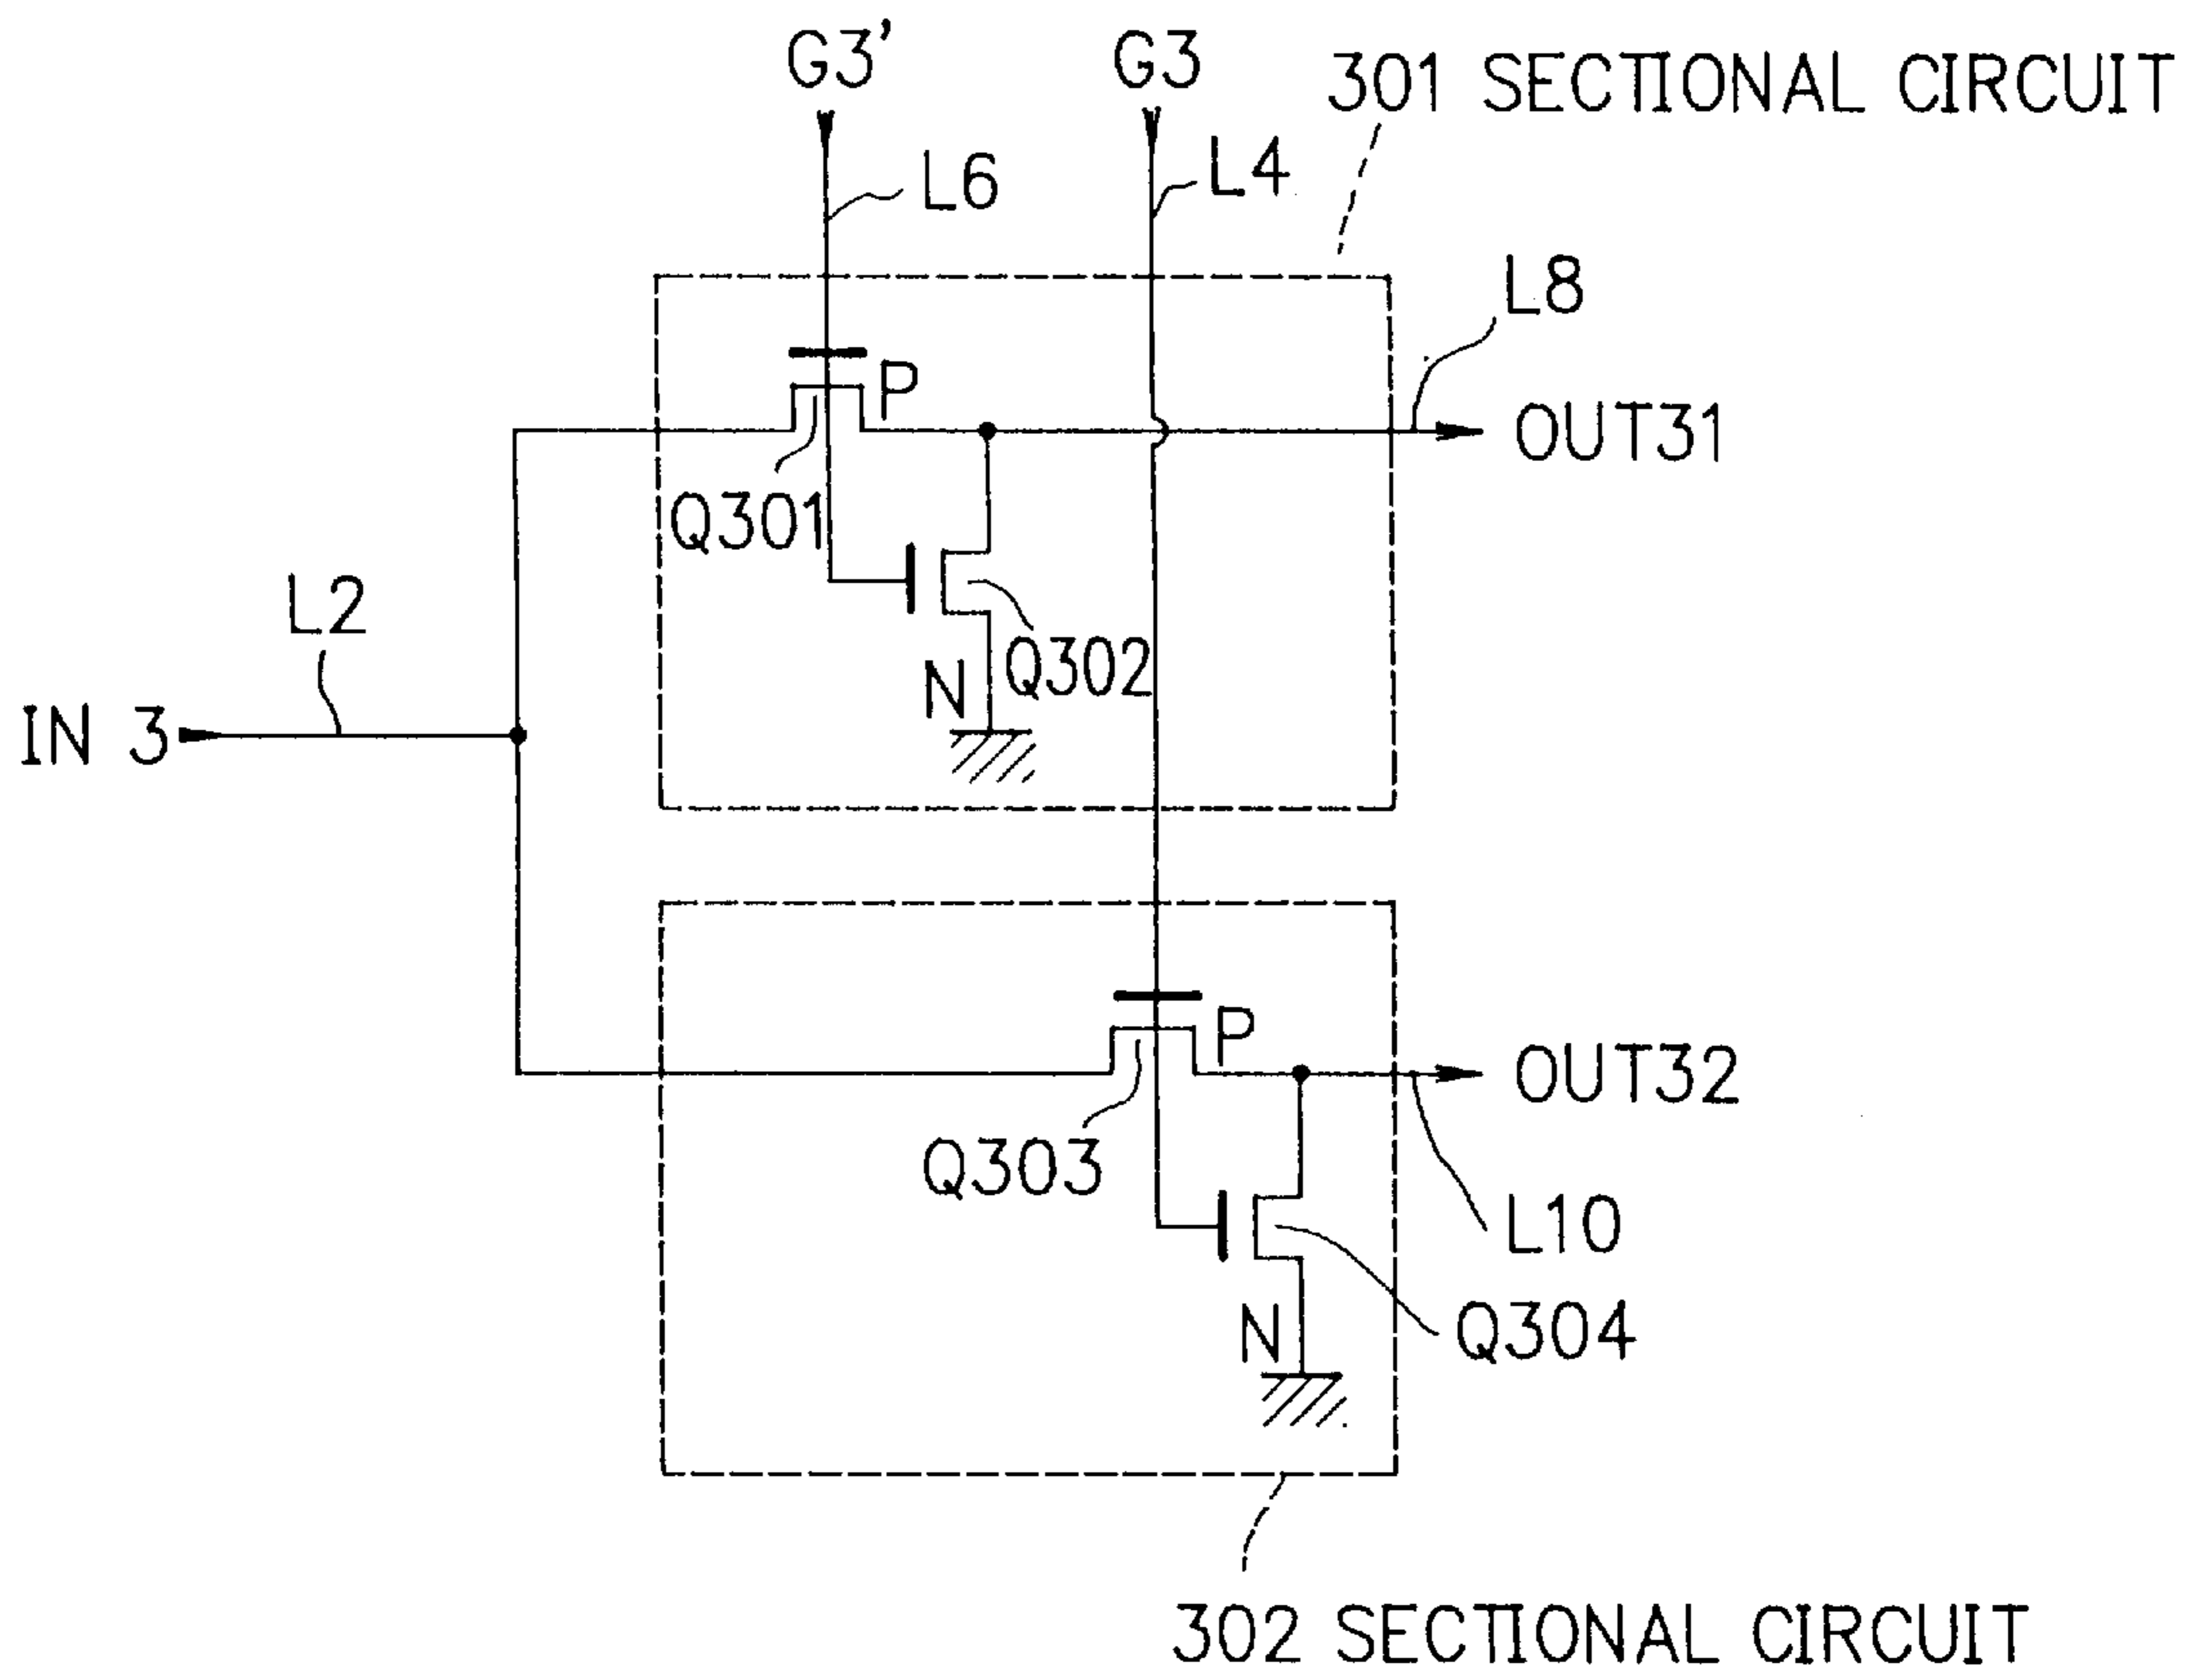 G3'
G3
301 SECTIONAL CIRCUIT
L6
L4
L8
P
OUT31
Q301
L2
Q302
N
IN 3
P
OUT32
Q303
L10
N
Q304
302 SECTIONAL CIRCUIT